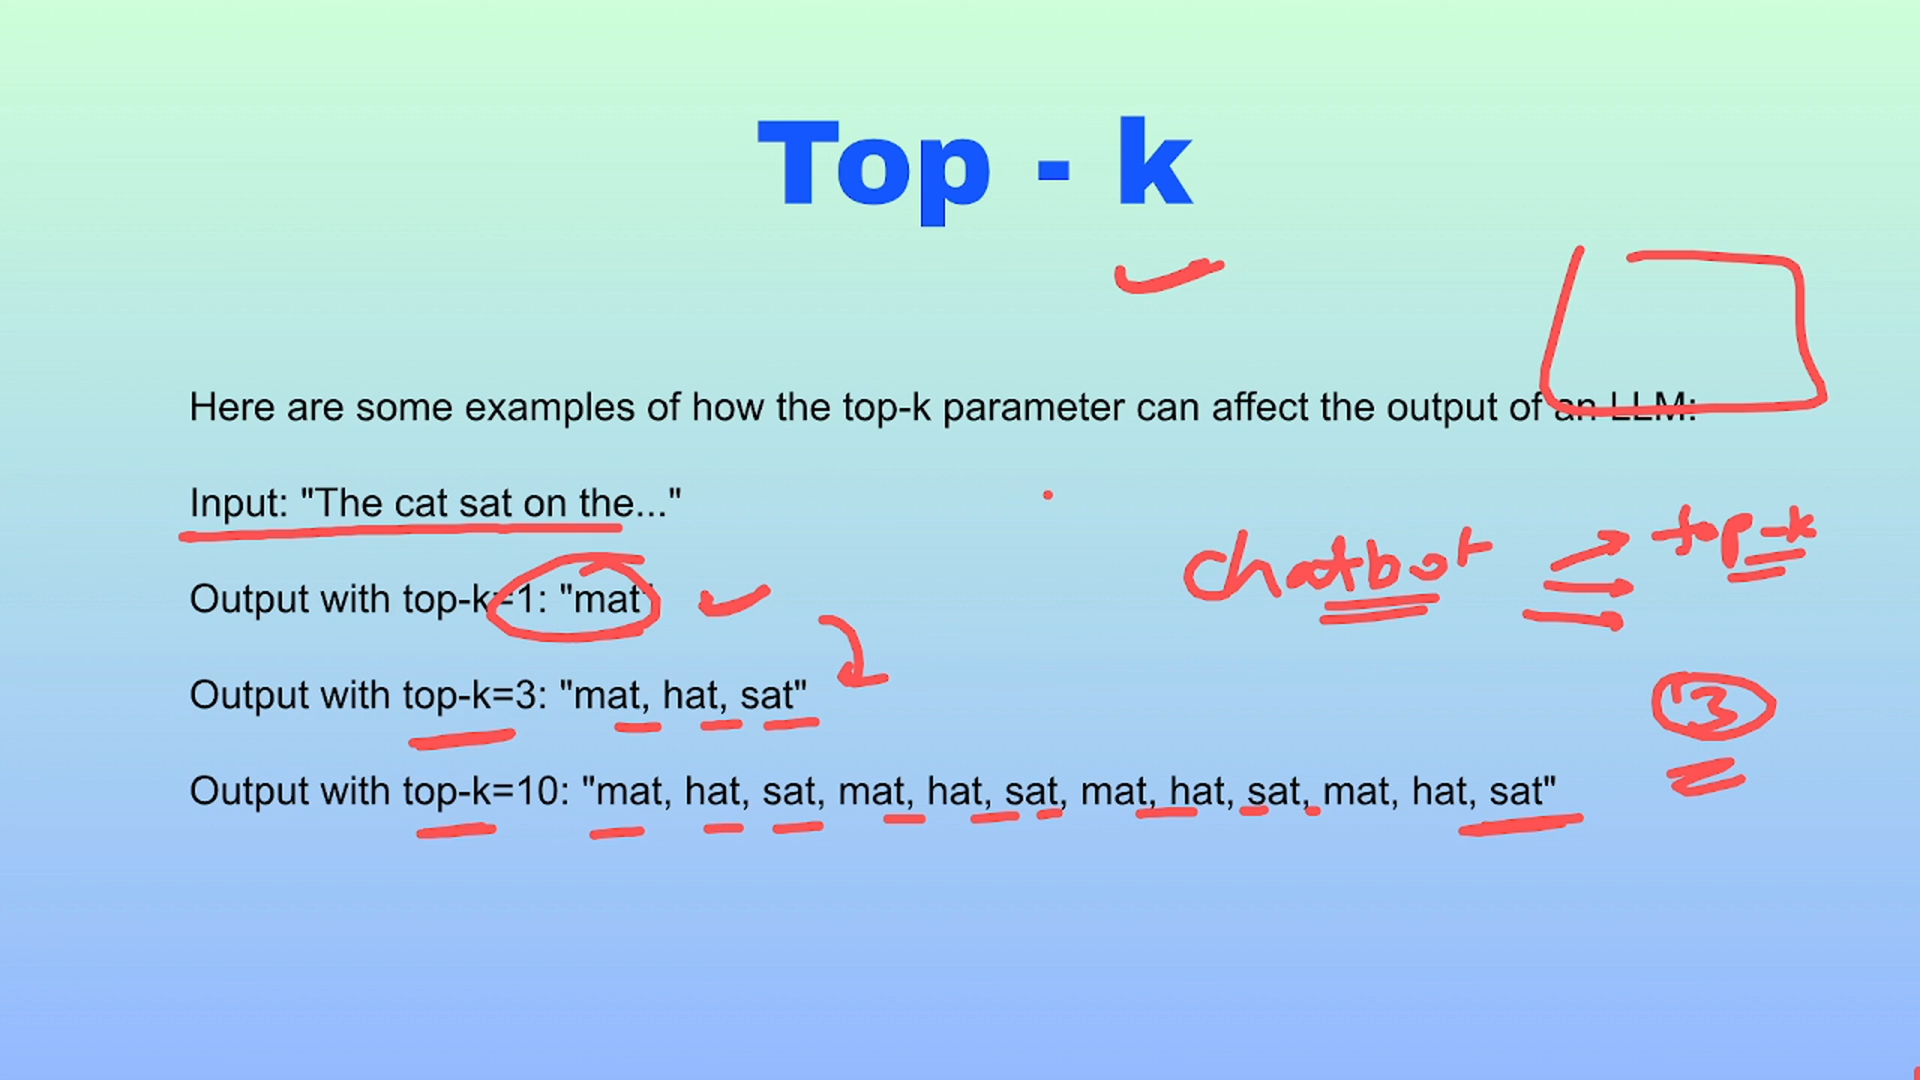 Top - k
Here are some examples of how the top-k parameter can affect the output of an LLM:
Input: "The cat sat on the..."
Output with top-k=1: "mat"
Output with top-k=3: "mat, hat, sat"
Output with top-k=10: "mat, hat, sat, mat, hat, sat, mat, hat, sat, mat, hat, sat"
chatbot
top-k
3